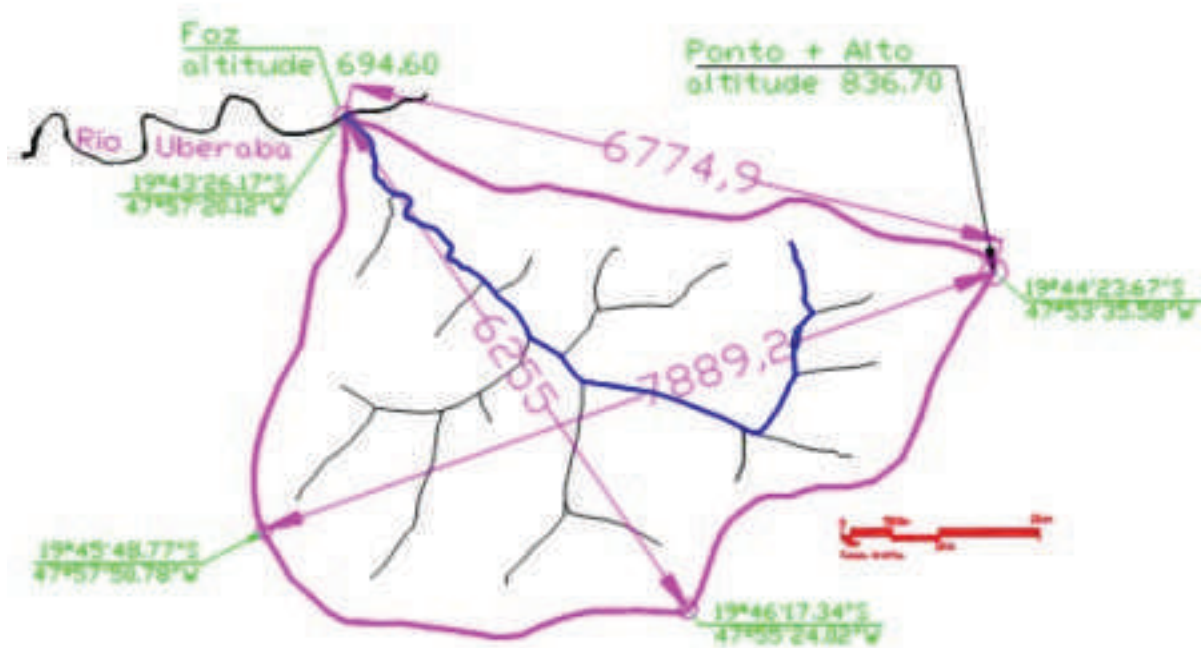 Foz
altitude 694.60
Ponto + Alto
altitude 836.70
Rio Uberaba
6774,9
19°43'26.17"S
47°57'20.12"W
19°44'23.67"S
47°53'35.58"W
6265
7889,2
19°45'48.77"S
47°57'50.78"W
19°46'17.34"S
47°55'24.02"W